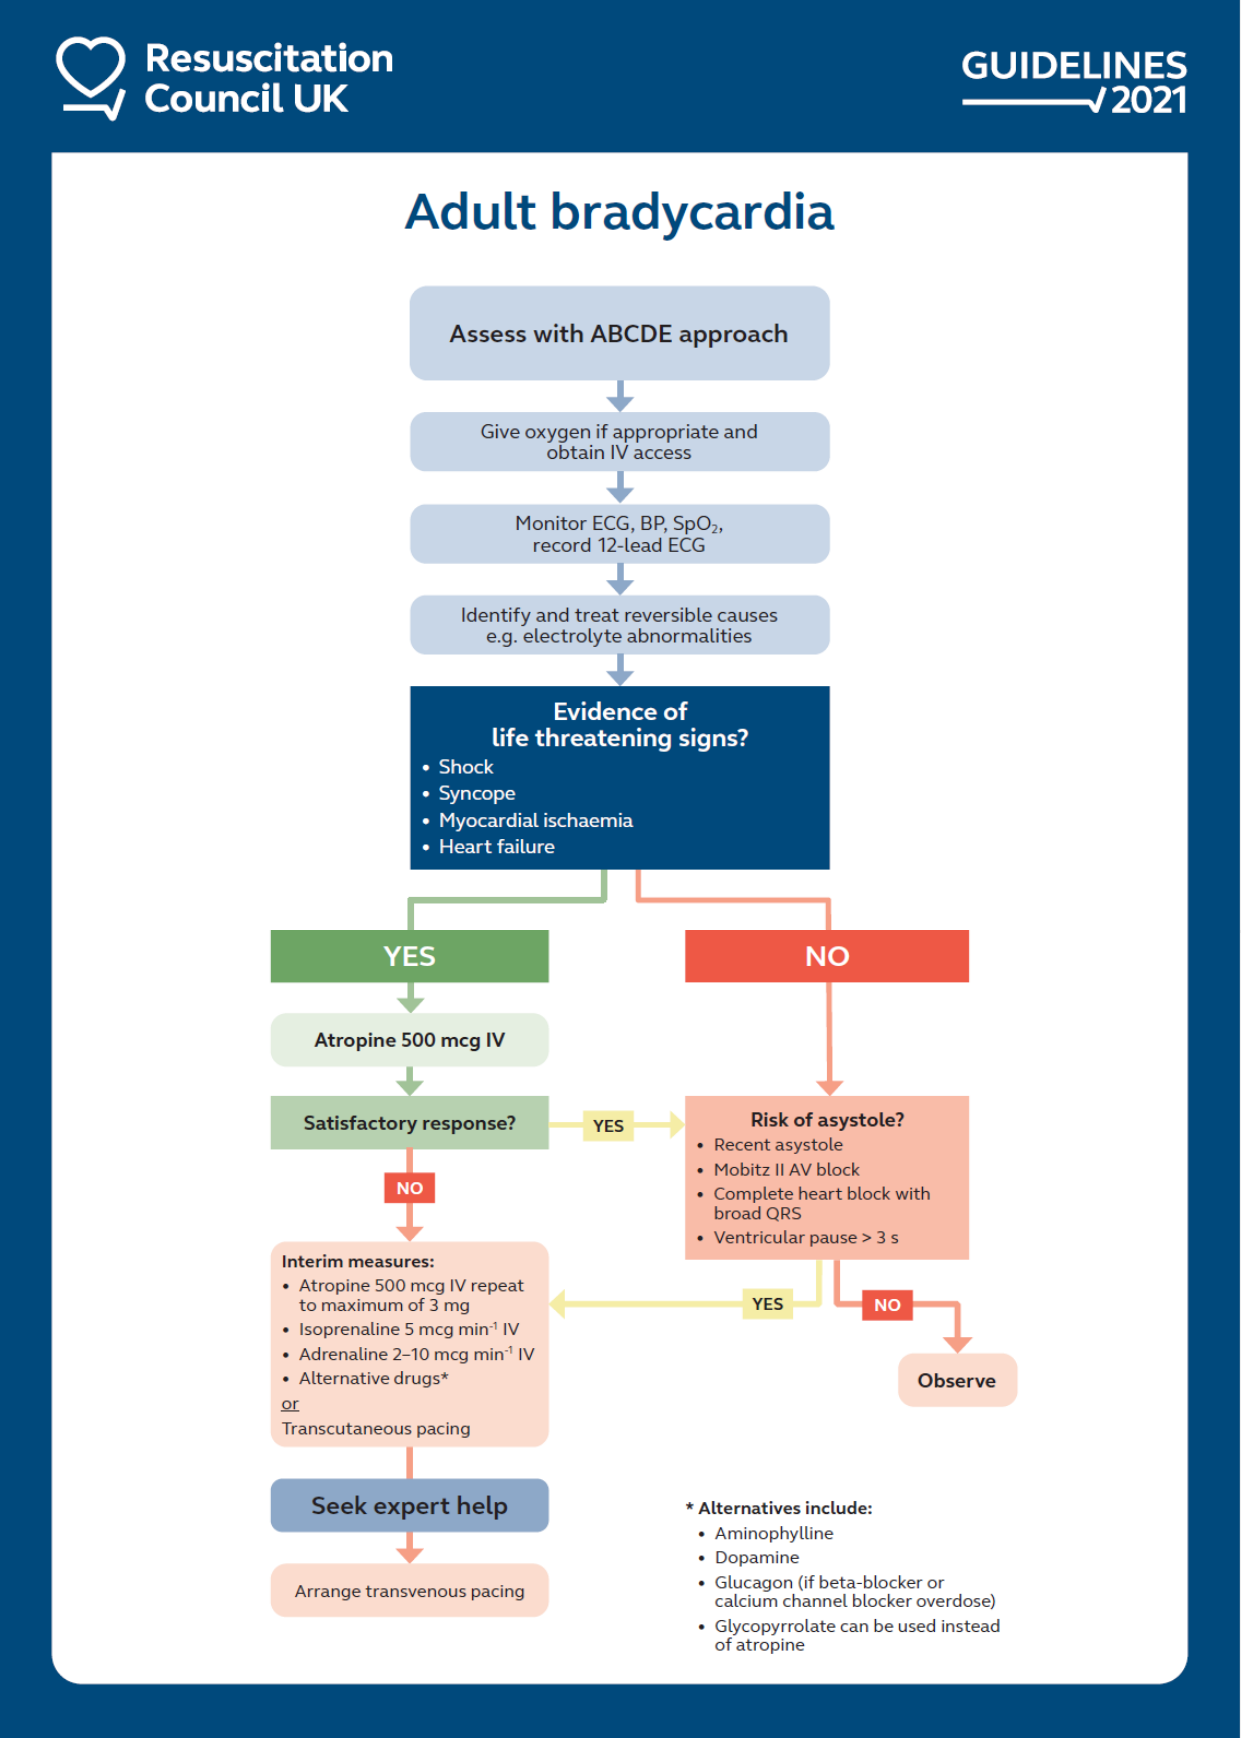 Resuscitation
Council UK
GUIDELINES
2021
Adult bradycardia
Assess with ABCDE approach
Give oxygen if appropriate and
obtain IV access
Monitor ECG, BP, SpO₂,
record 12-lead ECG
Identify and treat reversible causes
e.g. electrolyte abnormalities
Evidence of
life threatening signs?
• Shock
• Syncope
• Myocardial ischaemia
• Heart failure
YES
NO
Atropine 500 mcg IV
Satisfactory response?
YES
Risk of asystole?
• Recent asystole
• Mobitz II AV block
• Complete heart block with
broad QRS
• Ventricular pause > 3 s
NO
Interim measures:
• Atropine 500 mcg IV repeat
to maximum of 3 mg
• Isoprenaline 5 mcg min⁻¹ IV
• Adrenaline 2–10 mcg min⁻¹ IV
• Alternative drugs*
or
Transcutaneous pacing
YES
NO
Observe
Seek expert help
Arrange transvenous pacing
* Alternatives include:
• Aminophylline
• Dopamine
• Glucagon (if beta-blocker or
calcium channel blocker overdose)
• Glycopyrrolate can be used instead
of atropine